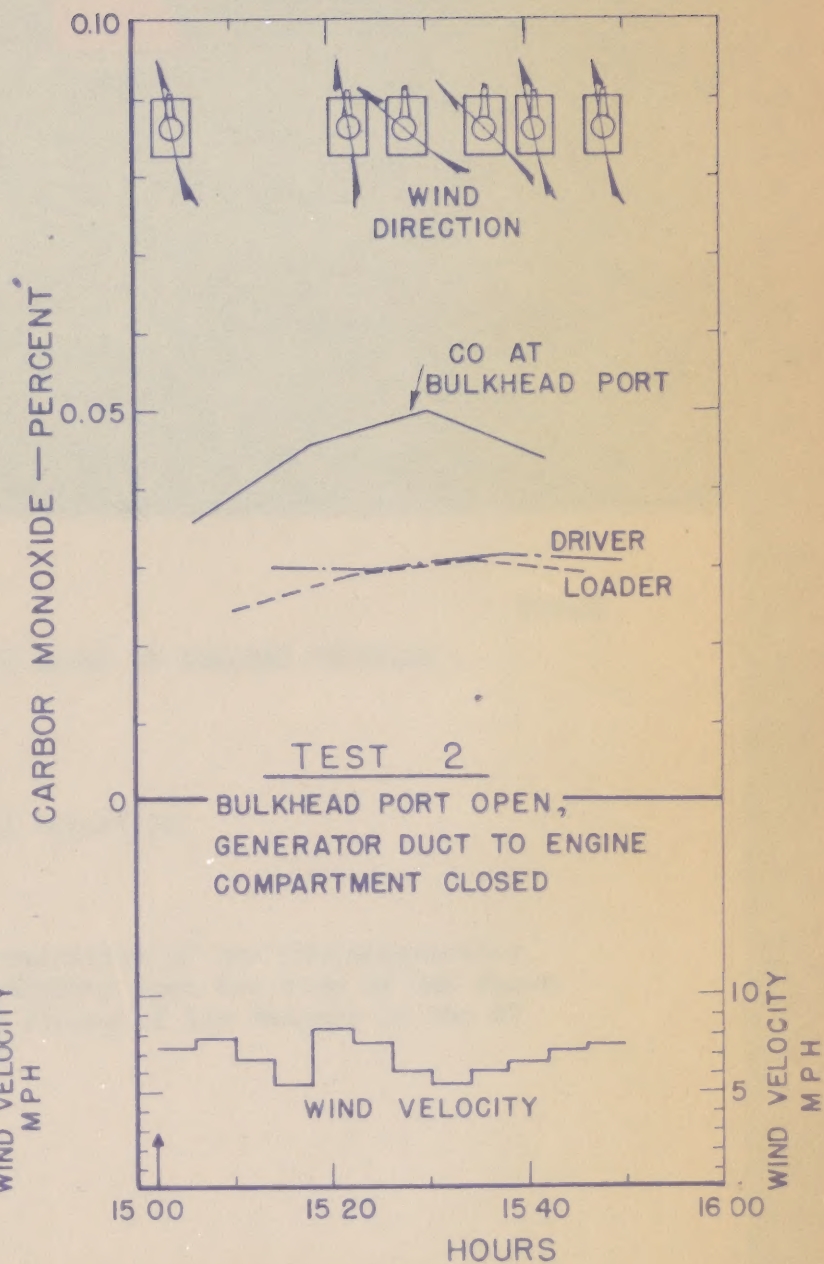 0.10
WIND
DIRECTION
CARBOR MONOXIDE — PERCENT
CO AT
BULKHEAD PORT
0.05
DRIVER
LOADER
TEST 2
0
BULKHEAD PORT OPEN,
GENERATOR DUCT TO ENGINE
COMPARTMENT CLOSED
WIND VELOCITY
MPH
10
5
WIND VELOCITY
MPH
WIND VELOCITY
15 00
15 20
15 40
16 00
HOURS